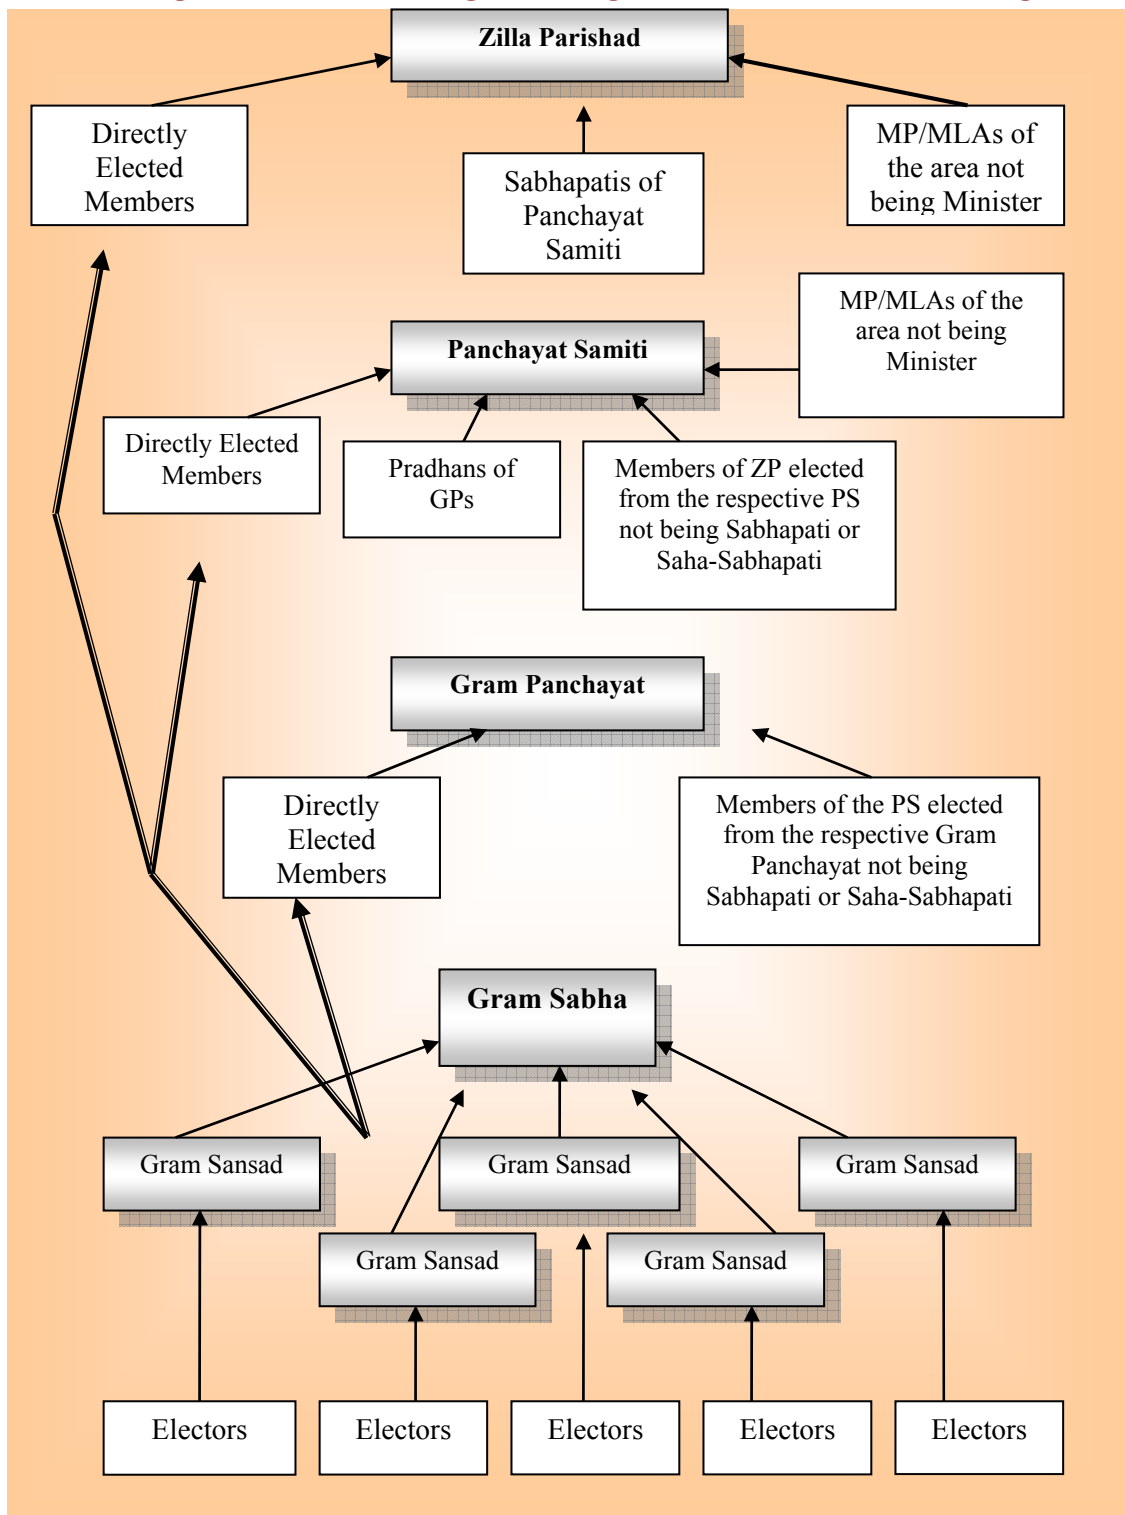 Zilla Parishad
Directly
Elected
Members
Sabhapatis of
Panchayat
Samiti
MP/MLAs of
the area not
being Minister
MP/MLAs of the
area not being
Minister
Panchayat Samiti
Directly Elected
Members
Pradhans of
GPs
Members of ZP elected
from the respective PS
not being Sabhapati or
Saha-Sabhapati
Gram Panchayat
Directly
Elected
Members
Members of the PS elected
from the respective Gram
Panchayat not being
Sabhapati or Saha-Sabhapati
Gram Sabha
Gram Sansad
Gram Sansad
Gram Sansad
Gram Sansad
Gram Sansad
Electors
Electors
Electors
Electors
Electors